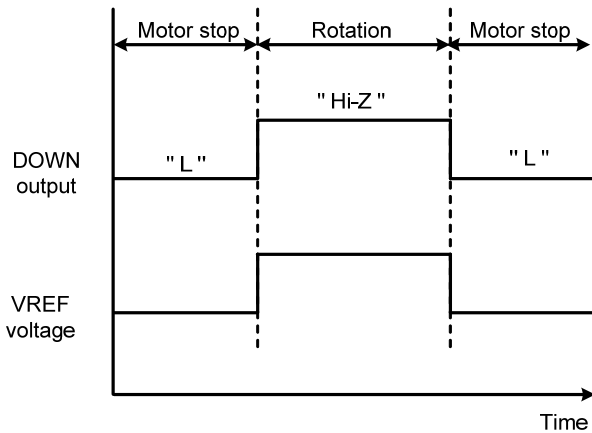 Motor stop
Rotation
Motor stop
" Hi-Z "
DOWN
output
" L "
" L "
VREF
voltage
Time